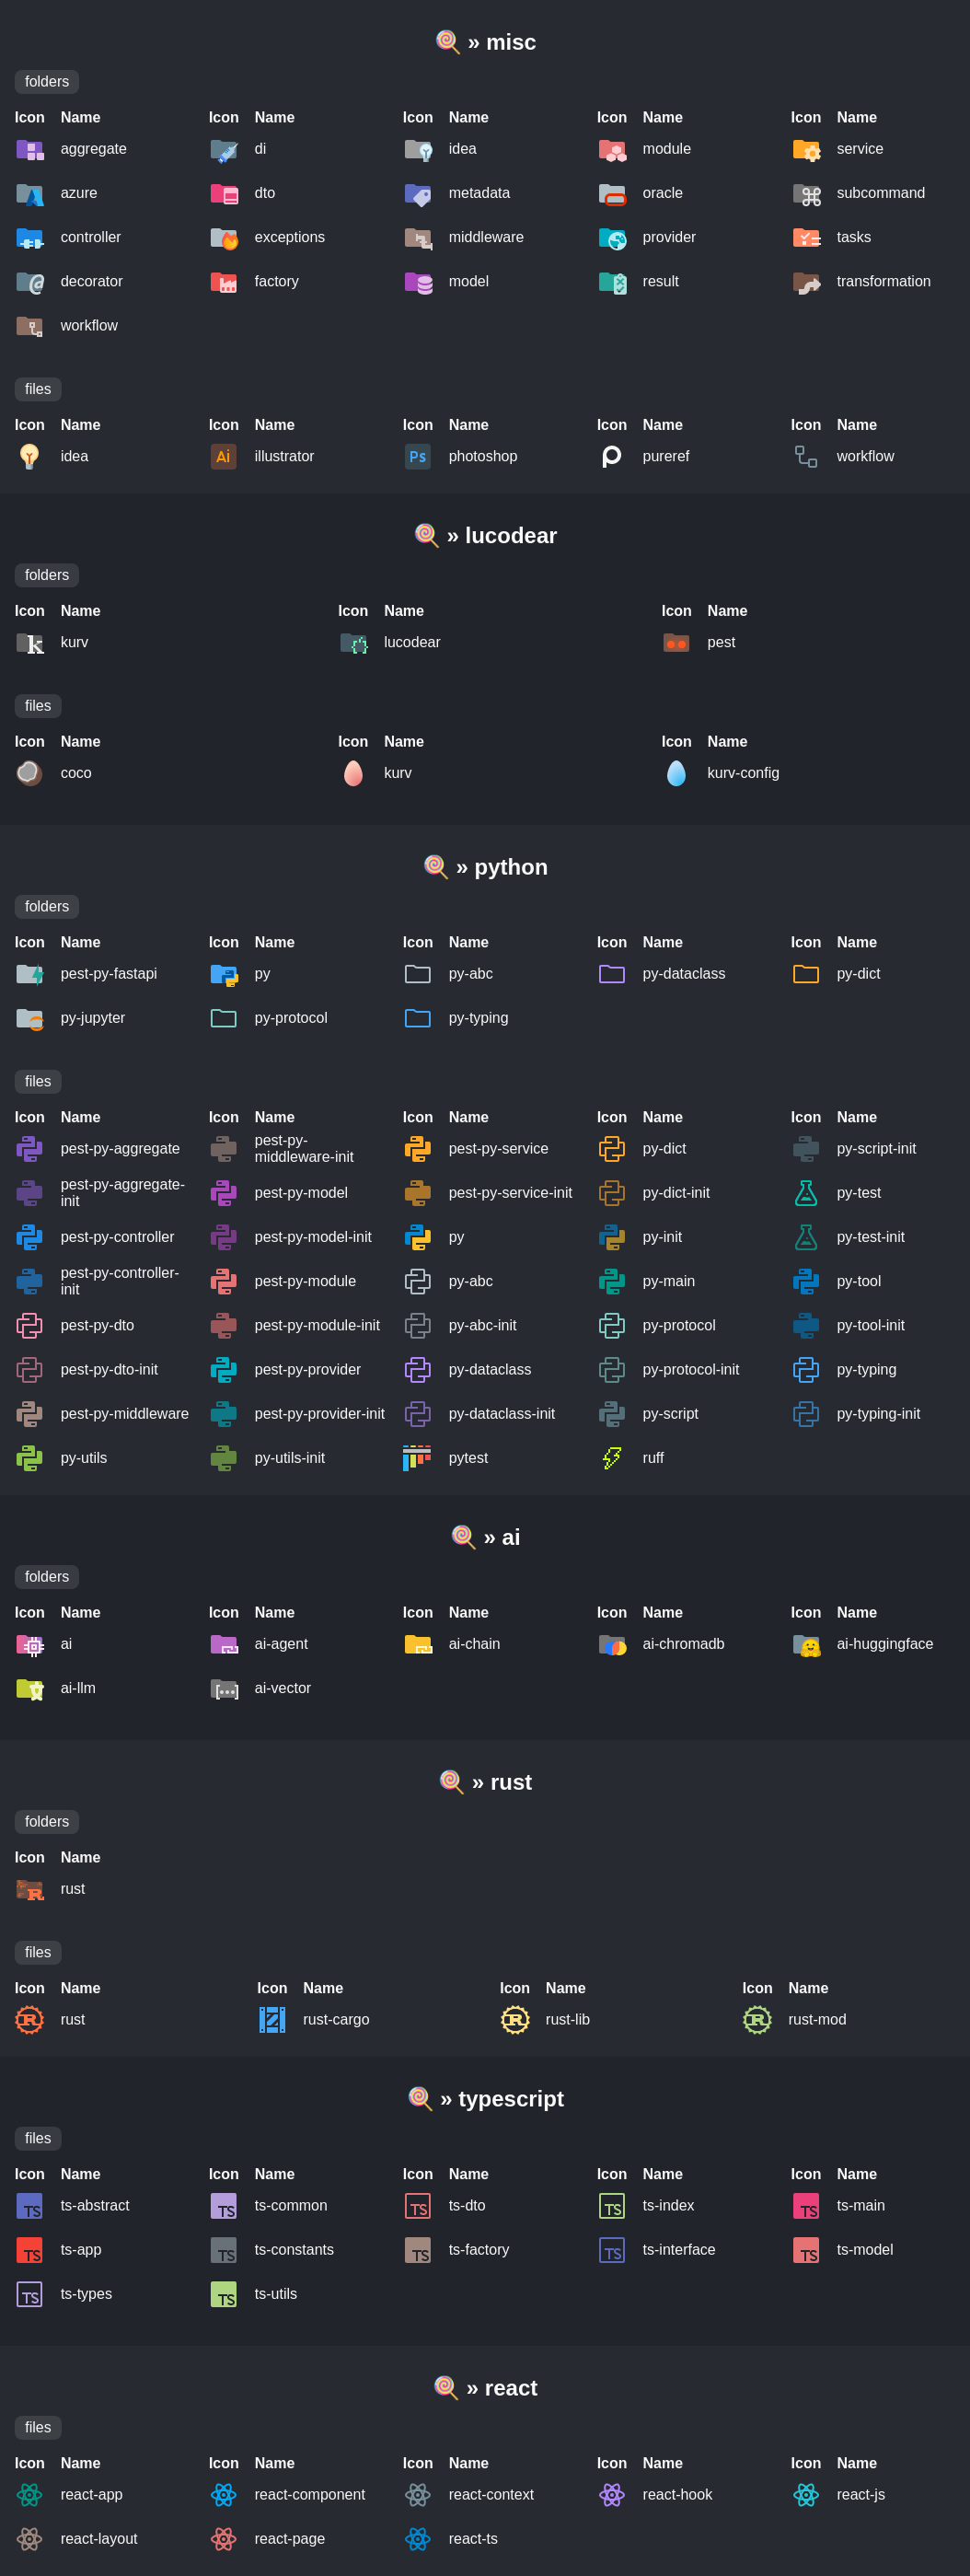 » misc
folders
Icon Name Icon Name Icon Name Icon Name Icon Name
aggregate di idea module service
azure dto metadata oracle subcommand
controller exceptions middleware provider tasks
decorator factory model result transformation
workflow
files
Icon Name Icon Name Icon Name Icon Name Icon Name
idea Ai illustrator Ps photoshop pureref workflow
» lucodear
folders
Icon Name Icon Name Icon Name
k kurv lucodear pest
files
Icon Name Icon Name Icon Name
coco kurv kurv-config
» python
folders
Icon Name Icon Name Icon Name Icon Name Icon Name
pest-py-fastapi py py-abc py-dataclass py-dict
py-jupyter py-protocol py-typing
files
Icon Name Icon Name Icon Name Icon Name Icon Name
pest-py-aggregate pest-py-middleware-init pest-py-service py-dict py-script-init
pest-py-aggregate-init pest-py-model pest-py-service-init py-dict-init py-test
pest-py-controller pest-py-model-init py py-init py-test-init
pest-py-controller-init pest-py-module py-abc py-main py-tool
pest-py-dto pest-py-module-init py-abc-init py-protocol py-tool-init
pest-py-dto-init pest-py-provider py-dataclass py-protocol-init py-typing
pest-py-middleware pest-py-provider-init py-dataclass-init py-script py-typing-init
py-utils py-utils-init pytest ruff
» ai
folders
Icon Name Icon Name Icon Name Icon Name Icon Name
ai ai-agent ai-chain ai-chromadb ai-huggingface
ai-llm ai-vector
» rust
folders
Icon Name
R rust
files
Icon Name Icon Name Icon Name Icon Name
R rust rust-cargo R rust-lib R rust-mod
» typescript
files
Icon Name Icon Name Icon Name Icon Name Icon Name
TS ts-abstract TS ts-common TS ts-dto TS ts-index TS ts-main
TS ts-app TS ts-constants TS ts-factory TS ts-interface TS ts-model
TS ts-types TS ts-utils
» react
files
Icon Name Icon Name Icon Name Icon Name Icon Name
react-app react-component react-context react-hook react-js
react-layout react-page react-ts